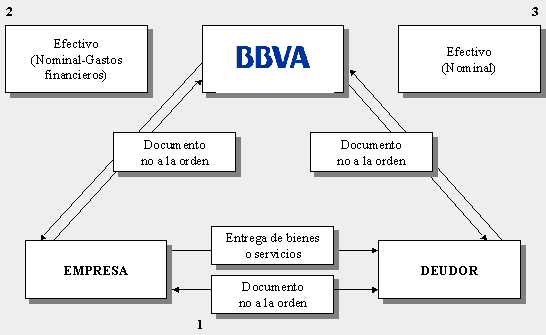 2
3
Efectivo
(Nominal-Gastos
financieros)
BBVA
Efectivo
(Nominal)
Documento
no a la orden
Documento
no a la orden
Entrega de bienes
o servicios
EMPRESA
DEUDOR
Documento
no a la orden
1